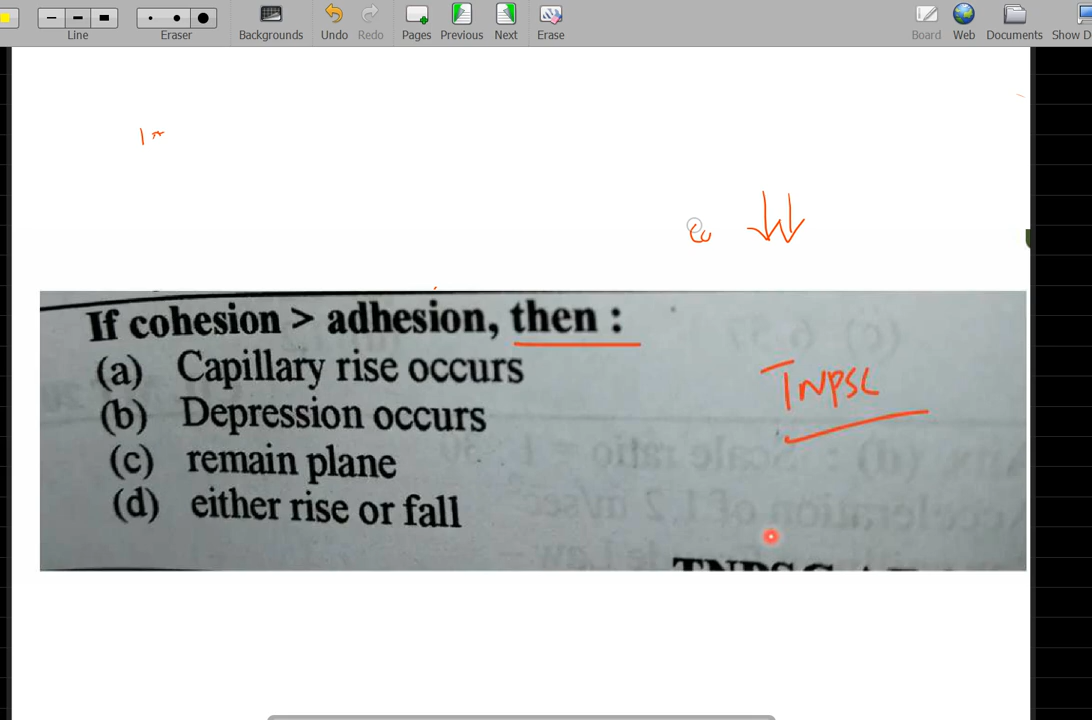 Line
Eraser
Backgrounds
Undo
Redo
Pages
Previous
Next
Erase
Board
Web
Documents
Show D
If cohesion > adhesion, then :
(a) Capillary rise occurs
(b) Depression occurs
(c) remain plane
(d) either rise or fall
TNPSC